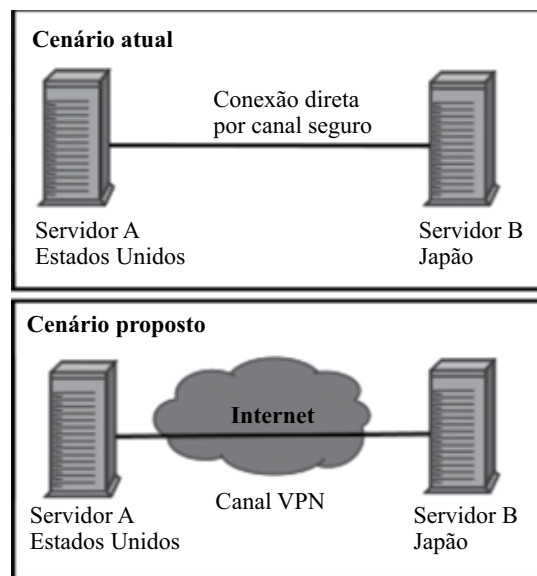 Cenário atual
Conexão direta
por canal seguro
Servidor A
Estados Unidos
Servidor B
Japão
Cenário proposto
Internet
Canal VPN
Servidor A
Estados Unidos
Servidor B
Japão